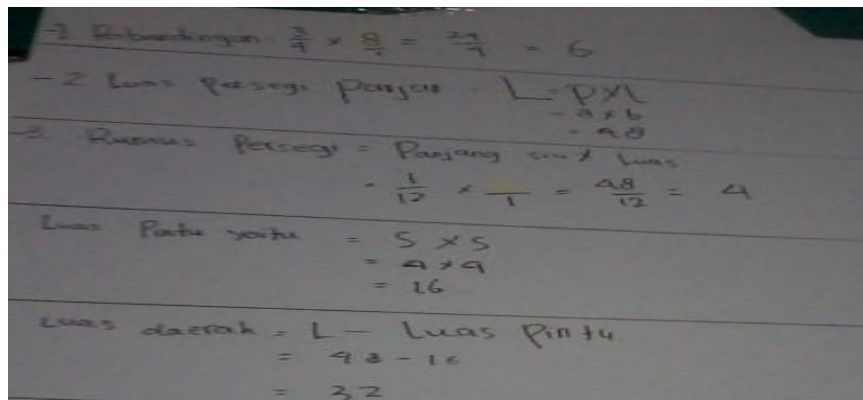 -1 Perbandingan 3/4 × 8/1 = 24/4 = 6
-2 Luas Persegi Panjang = L = P×L
= 8×6
= 48
-3 Rumus Persegi = Panjang sisi × Luas
= 1/12 × /1 = 48/12 = 4
Luas Pintu yaitu = S × S
= 4×4
= 16
Luas daerah = L - Luas Pintu
= 48 - 16
= 32